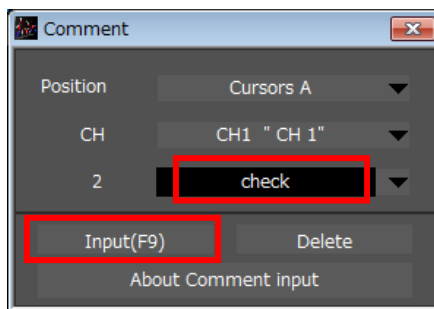 Comment
Position Cursors A
CH CH1 " CH 1"
2 check
Input(F9) Delete
About Comment input